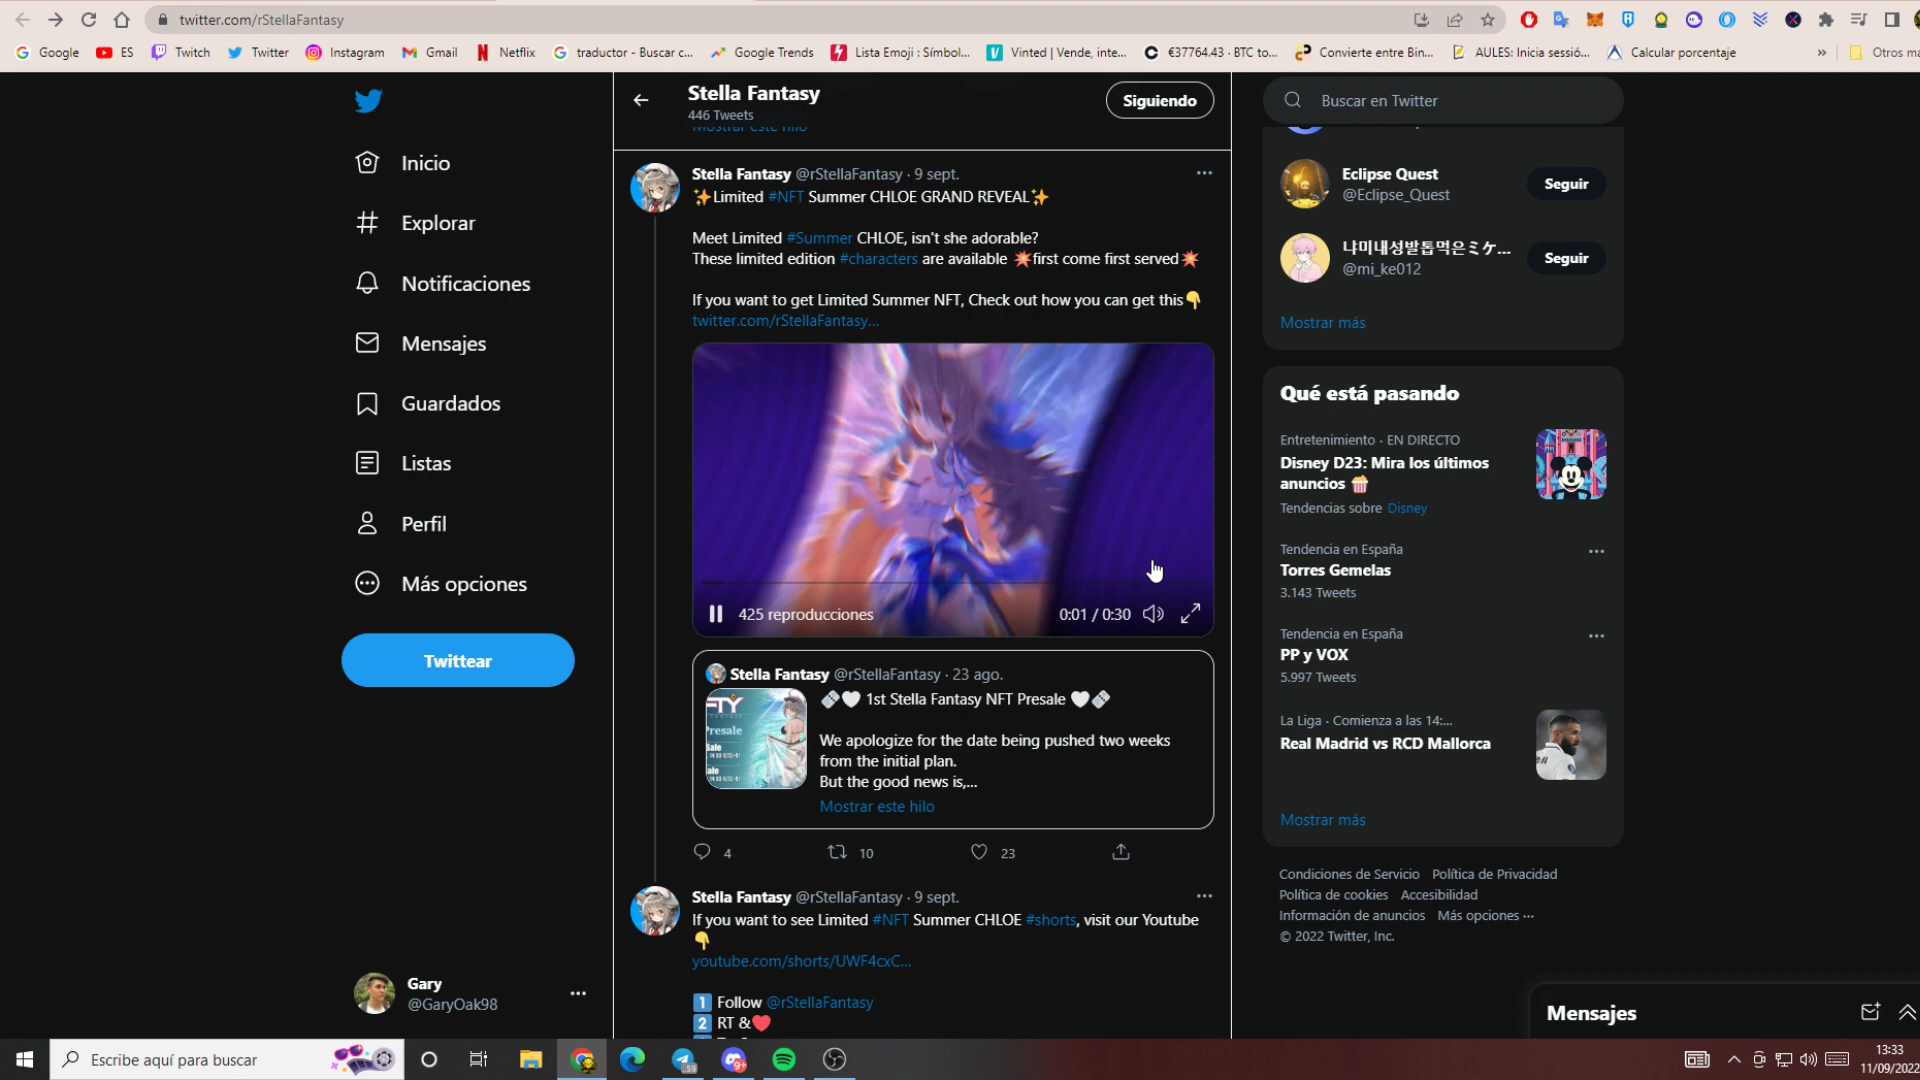 twitter.com/rStellaFantasy
Google
ES
Twitch
Twitter
Instagram
Gmail
Netflix
traductor - Buscar c...
Google Trends
Lista Emoji : Símbol...
Vinted | Vende, inte...
€37764.43 · BTC to...
Convierte entre Bin...
AULES: Inicia sessió...
Calcular porcentaje
»
Otros ma
Inicio
Explorar
Notificaciones
Mensajes
Guardados
Listas
Perfil
Más opciones
Twittear
Gary
@GaryOak98
Stella Fantasy
446 Tweets
Siguiendo
Mostrar este hilo
Stella Fantasy @rStellaFantasy · 9 sept.
✨Limited #NFT Summer CHLOE GRAND REVEAL✨
Meet Limited #Summer CHLOE, isn't she adorable?
These limited edition #characters are available 💥first come first served💥
If you want to get Limited Summer NFT, Check out how you can get this👇
twitter.com/rStellaFantasy...
425 reproducciones
0:01 / 0:30
Stella Fantasy @rStellaFantasy · 23 ago.
1st Stella Fantasy NFT Presale
We apologize for the date being pushed two weeks
from the initial plan.
But the good news is,...
Mostrar este hilo
4
10
23
Stella Fantasy @rStellaFantasy · 9 sept.
If you want to see Limited #NFT Summer CHLOE #shorts, visit our Youtube
👇
youtube.com/shorts/UWF4cxC...
1 Follow @rStellaFantasy
2 RT &❤
Buscar en Twitter
Eclipse Quest
@Eclipse_Quest
Seguir
냐미내성발톱먹은ミケ...
@mi_ke012
Seguir
Mostrar más
Qué está pasando
Entretenimiento · EN DIRECTO
Disney D23: Mira los últimos
anuncios 🍿
Tendencias sobre Disney
Tendencia en España
Torres Gemelas
3.143 Tweets
Tendencia en España
PP y VOX
5.997 Tweets
La Liga · Comienza a las 14:...
Real Madrid vs RCD Mallorca
Mostrar más
Condiciones de Servicio Política de Privacidad
Política de cookies Accesibilidad
Información de anuncios Más opciones ···
© 2022 Twitter, Inc.
Mensajes
Escribe aquí para buscar
13:33
11/09/2022